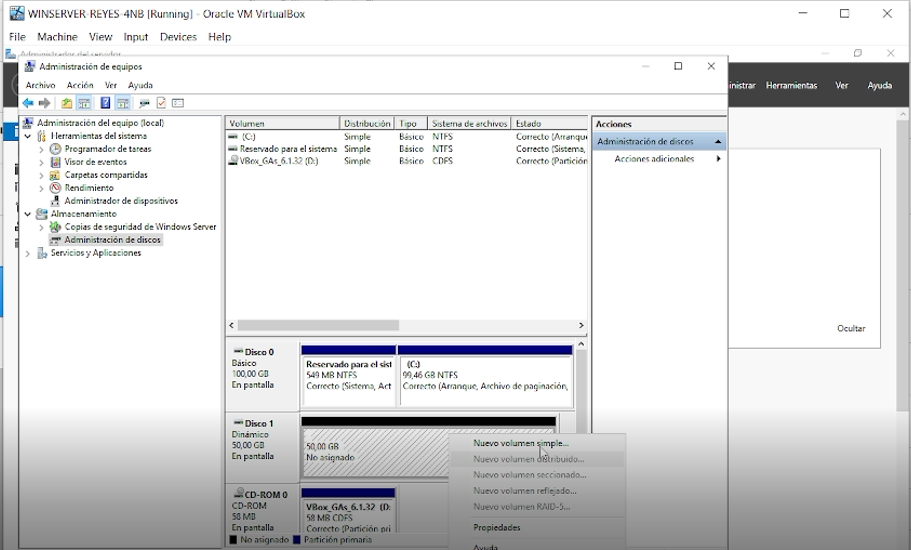 WINSERVER-REYES-4NB [Running] - Oracle VM VirtualBox
File Machine View Input Devices Help
Administrador del servidor
Administración de equipos
Archivo Acción Ver Ayuda
Herramientas Ver Ayuda
Administración del equipo (local)
Herramientas del sistema
Programador de tareas
Visor de eventos
Carpetas compartidas
Rendimiento
Administrador de dispositivos
Almacenamiento
Copias de seguridad de Windows Server
Administración de discos
Servicios y Aplicaciones
Volumen Distribución Tipo Sistema de archivos Estado
(C:) Simple Básico NTFS Correcto (Arranqu
Reservado para el sistema Simple Básico NTFS Correcto (Sistema,
VBox_GAs_6.1.32 (D:) Simple Básico CDFS Correcto (Partición
Acciones
Administración de discos
Acciones adicionales
Ocultar
Disco 0
Básico
100,00 GB
En pantalla
Reservado para el sist
549 MB NTFS
Correcto (Sistema, Act
(C:)
99,46 GB NTFS
Correcto (Arranque, Archivo de paginación,
Disco 1
Dinámico
50,00 GB
En pantalla
50,00 GB
No asignado
Nuevo volumen simple...
Nuevo volumen distribuido...
Nuevo volumen seccionado...
Nuevo volumen reflejado...
Nuevo volumen RAID-5...
Propiedades
Ayuda
CD-ROM 0
CD-ROM
58 MB
En pantalla
VBox_GAs_6.1.32 (D:
58 MB CDFS
Correcto (Partición pri
No asignado Partición primaria